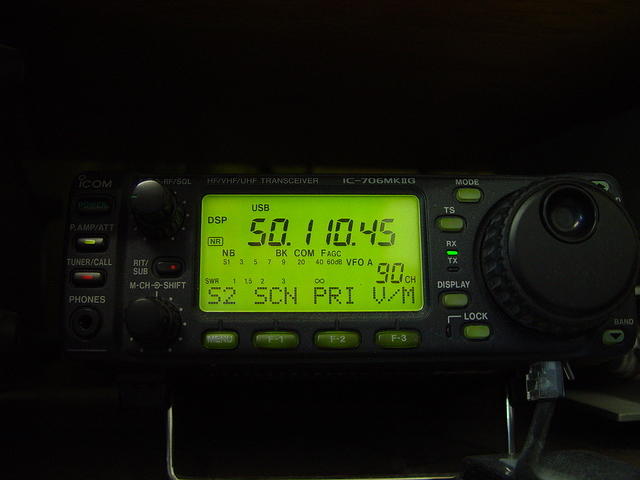 ICOM
AF-RF/SQL
HF/VHF/UHF TRANSCEIVER
IC-706MKIIG
POWER
MODE
P.AMP/ATT
USB
DSP
50.110.45
TS
NR
NB BK COM FAGC
RX
TX
TUNER/CALL
RIT/
SUB
S1 3 5 7 9 20 40 60dB VFO A
90CH
M-CH-SHIFT
SWR 1 1.5 2 3 ∞
DISPLAY
PHONES
S2 SCN PRI V/M
LOCK
BAND
MENU F-1 F-2 F-3